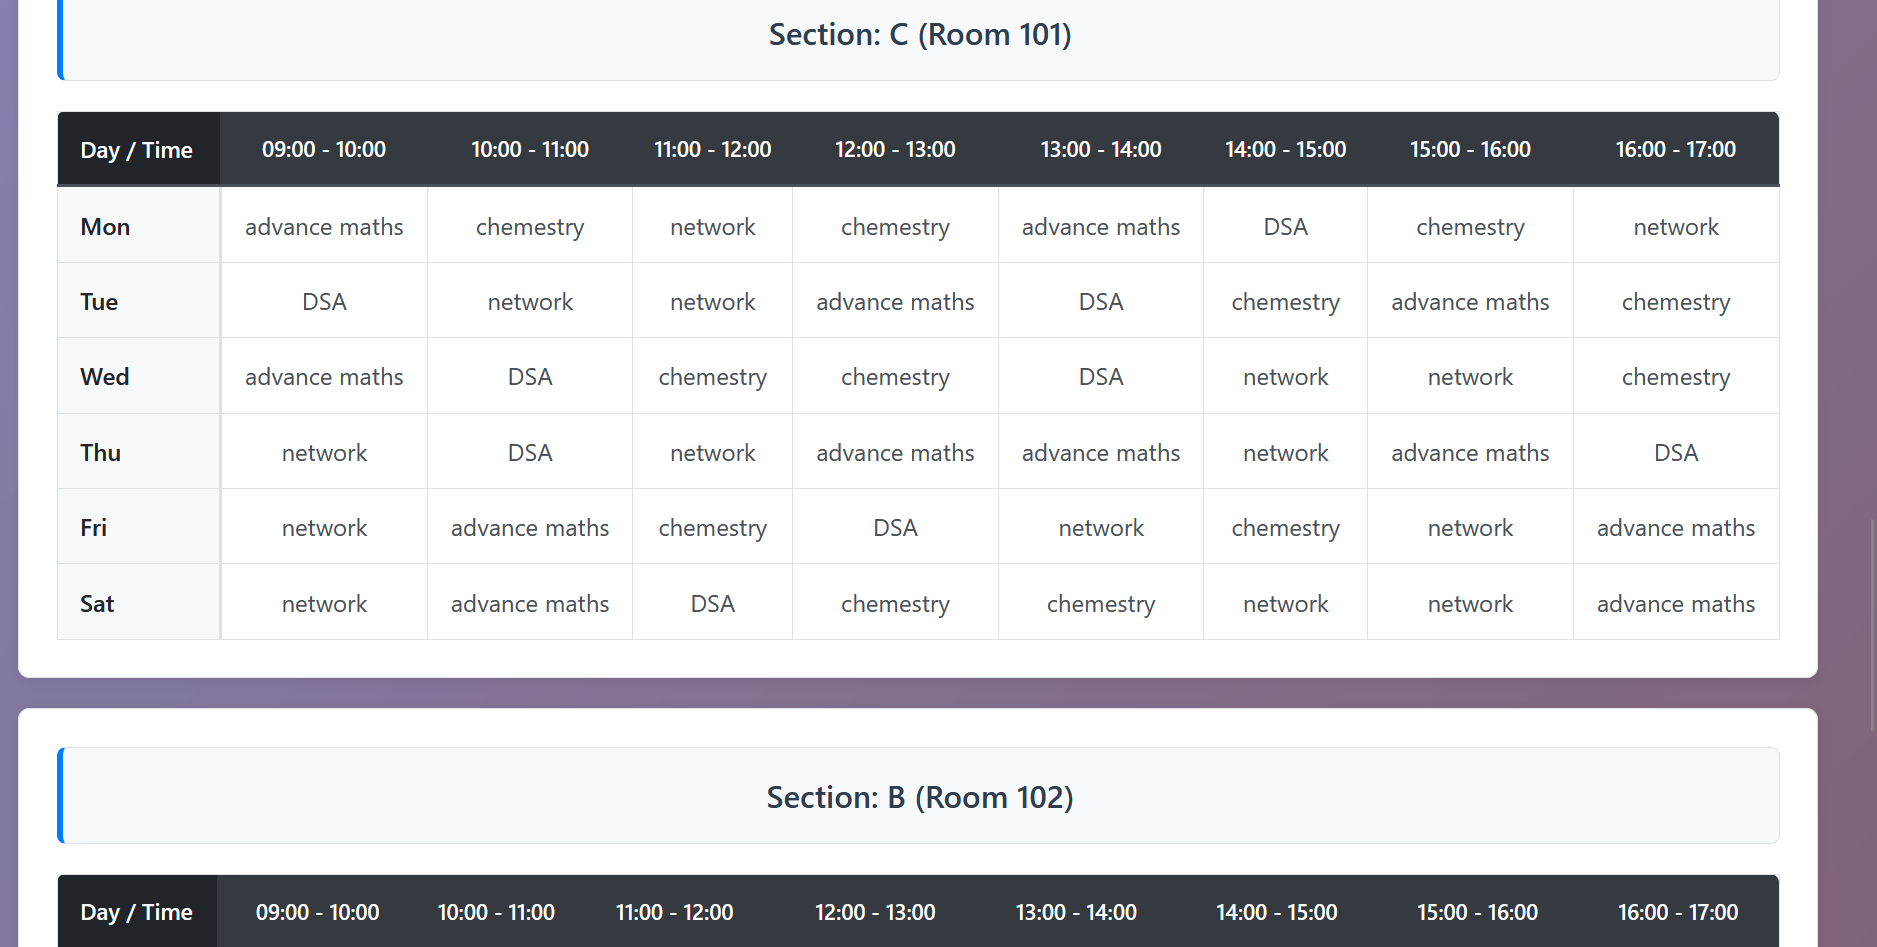 Section: C (Room 101)
Day / Time 09:00 - 10:00 10:00 - 11:00 11:00 - 12:00 12:00 - 13:00 13:00 - 14:00 14:00 - 15:00 15:00 - 16:00 16:00 - 17:00
Mon advance maths chemestry network chemestry advance maths DSA chemestry network
Tue DSA network network advance maths DSA chemestry advance maths chemestry
Wed advance maths DSA chemestry chemestry DSA network network chemestry
Thu network DSA network advance maths advance maths network advance maths DSA
Fri network advance maths chemestry DSA network chemestry network advance maths
Sat network advance maths DSA chemestry chemestry network network advance maths
Section: B (Room 102)
Day / Time 09:00 - 10:00 10:00 - 11:00 11:00 - 12:00 12:00 - 13:00 13:00 - 14:00 14:00 - 15:00 15:00 - 16:00 16:00 - 17:00